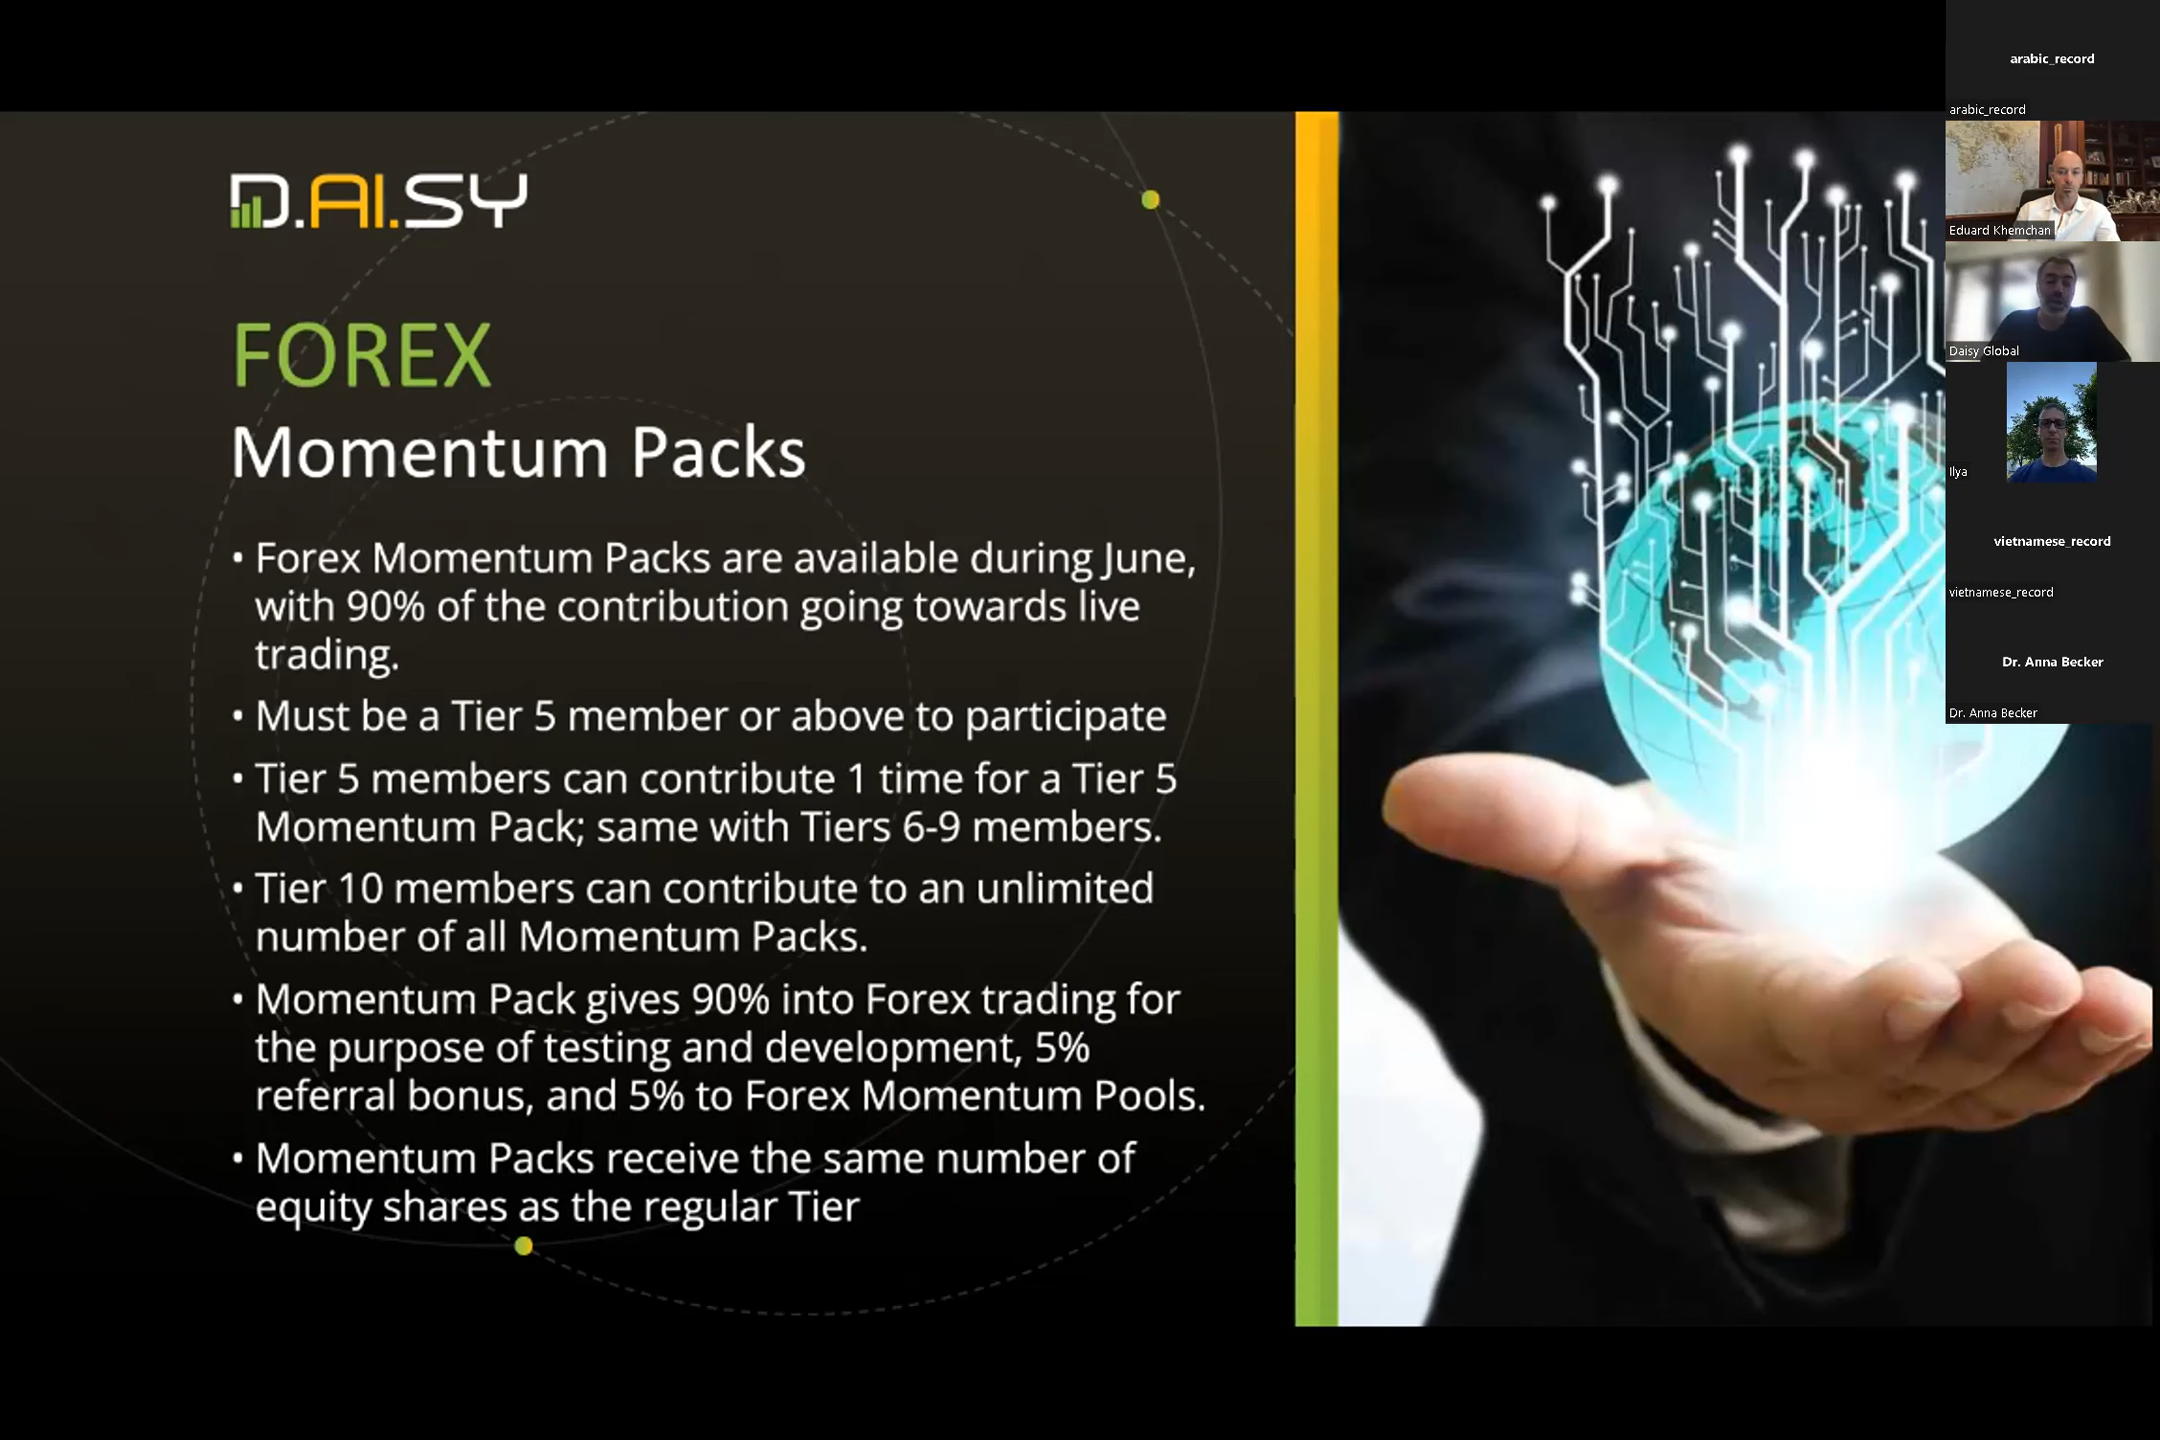 D.AI.SY
FOREX
Momentum Packs
• Forex Momentum Packs are available during June,
with 90% of the contribution going towards live
trading.
• Must be a Tier 5 member or above to participate
• Tier 5 members can contribute 1 time for a Tier 5
Momentum Pack; same with Tiers 6-9 members.
• Tier 10 members can contribute to an unlimited
number of all Momentum Packs.
• Momentum Pack gives 90% into Forex trading for
the purpose of testing and development, 5%
referral bonus, and 5% to Forex Momentum Pools.
• Momentum Packs receive the same number of
equity shares as the regular Tier
arabic_record
arabic_record
Eduard Khemchan
Daisy Global
Ilya
vietnamese_record
vietnamese_record
Dr. Anna Becker
Dr. Anna Becker